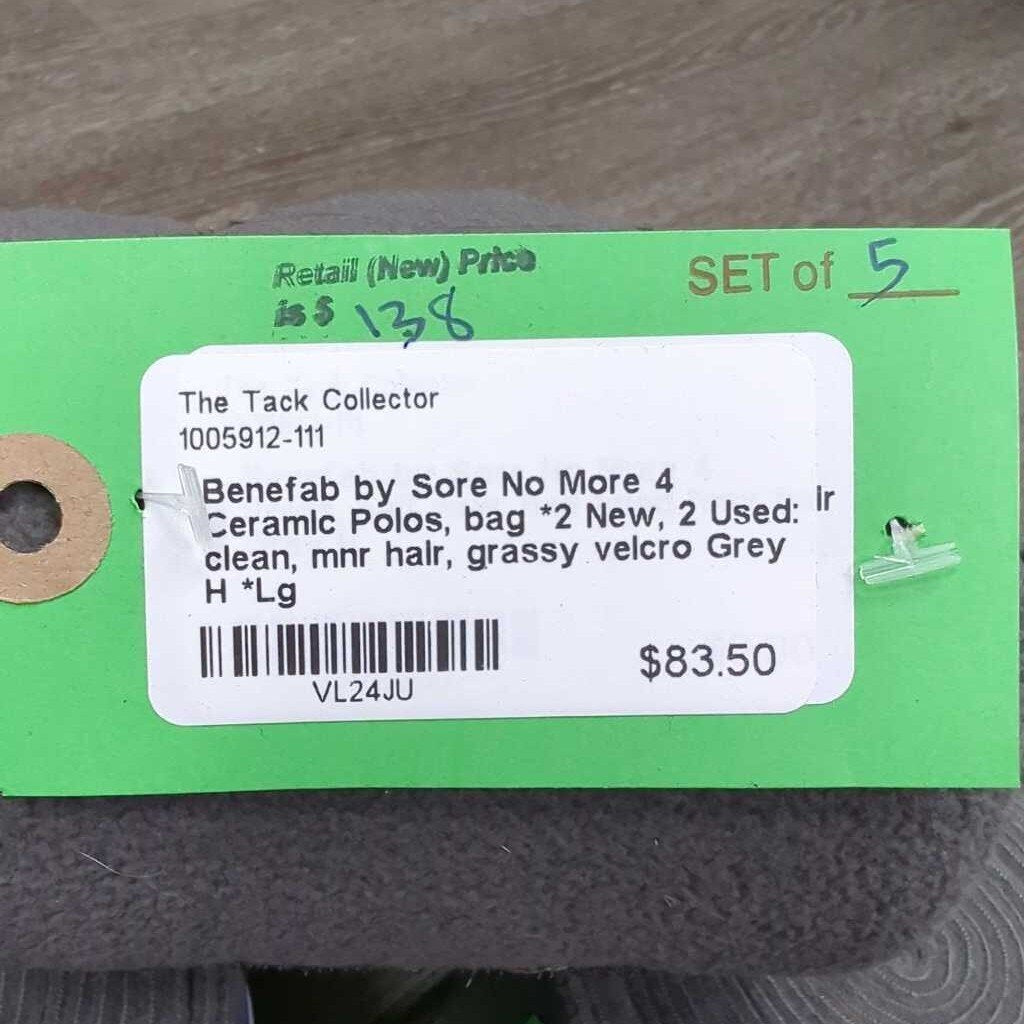 Retail (New) Price
is $ 138
SET of 5
The Tack Collector
1005912-111
Benefab by Sore No More 4
Ceramic Polos, bag *2 New, 2 Used:
clean, mnr hair, grassy velcro Grey
H *Lg
VL24JU
$83.50
ir